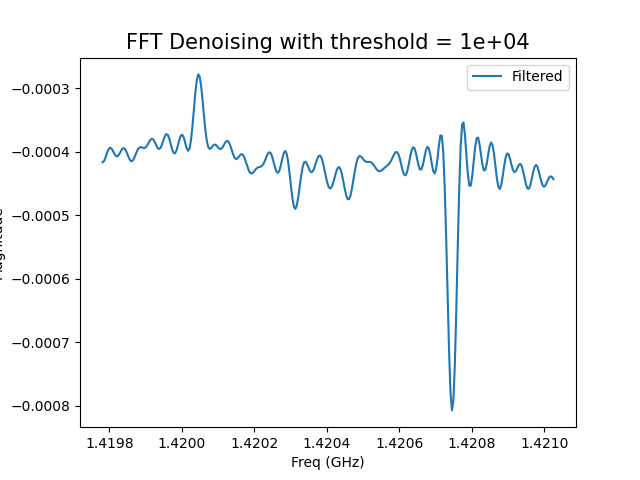 FFT Denoising with threshold = 1e+04
Filtered
−0.0003
−0.0004
−0.0005
−0.0006
−0.0007
−0.0008
1.4198 1.4200 1.4202 1.4204 1.4206 1.4208 1.4210
Freq (GHz)